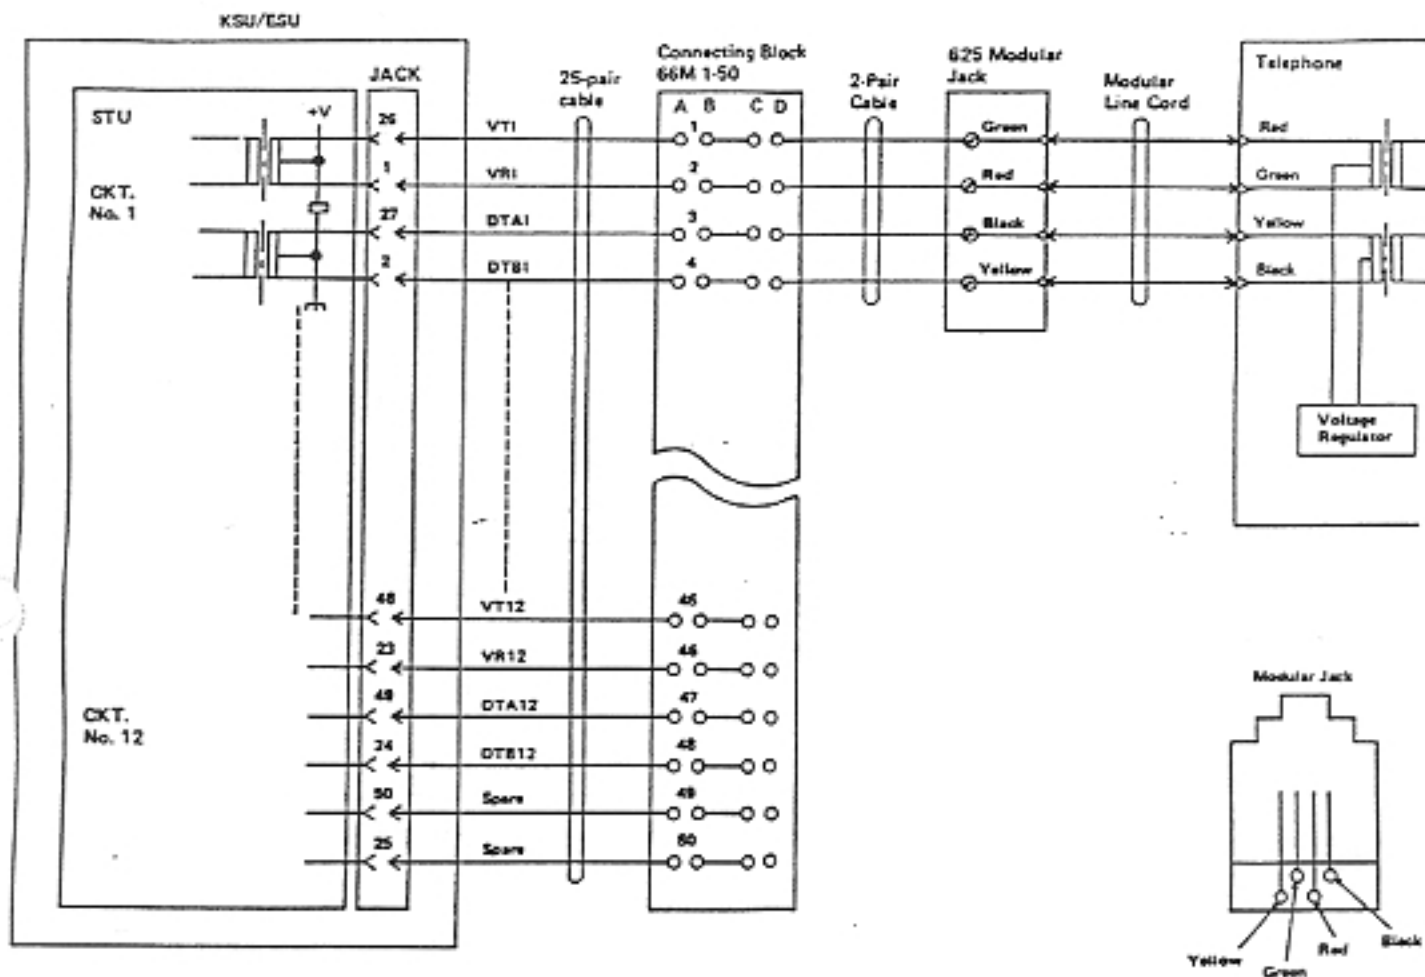 KSU/ESU
JACK
25-pair
cable
Connecting Block
66M 1-50
2-Pair
Cable
625 Modular
Jack
Modular
Line Cord
Telephone
STU
+V
A B C D
26
VT1
1
Green
Red
1
VR1
2
Red
Green
CKT.
No. 1
27
DTA1
3
Black
Yellow
2
DTB1
4
Yellow
Black
Voltage
Regulator
48
VT12
45
23
VR12
46
49
DTA12
47
CKT.
No. 12
24
DTB12
48
50
Spare
49
25
Spare
50
Modular Jack
Yellow
Green
Red
Black